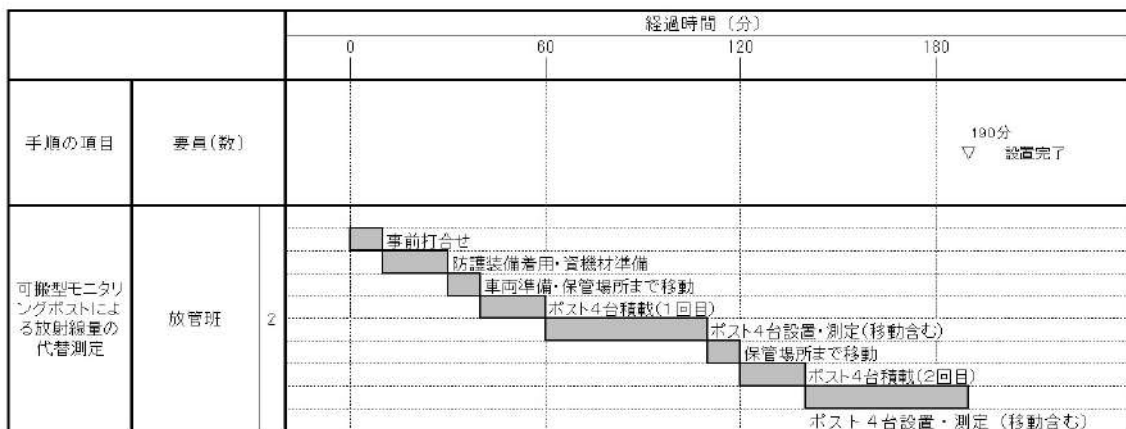 経過時間（分）
0 60 120 180
手順の項目 要員(数)
190分
▽ 設置完了
事前打合せ
防護装備着用・資機材準備
車両準備・保管場所まで移動
ポスト4台積載(1回目)
ポスト4台設置・測定(移動含む)
保管場所まで移動
ポスト4台積載(2回目)
ポスト4台設置・測定（移動含む）
可搬型モニタリ
ングポストによ
る放射線量の
代替測定
放管班 2